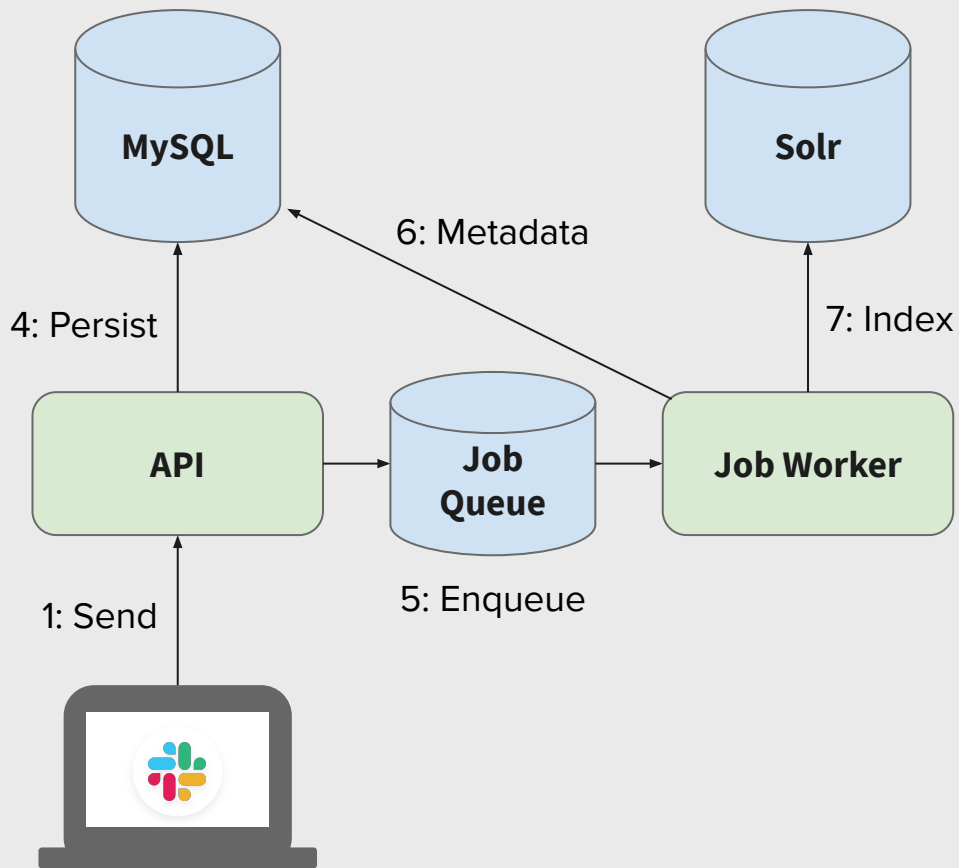 MySQL
Solr
6: Metadata
4: Persist
7: Index
API
Job
Queue
Job Worker
5: Enqueue
1: Send